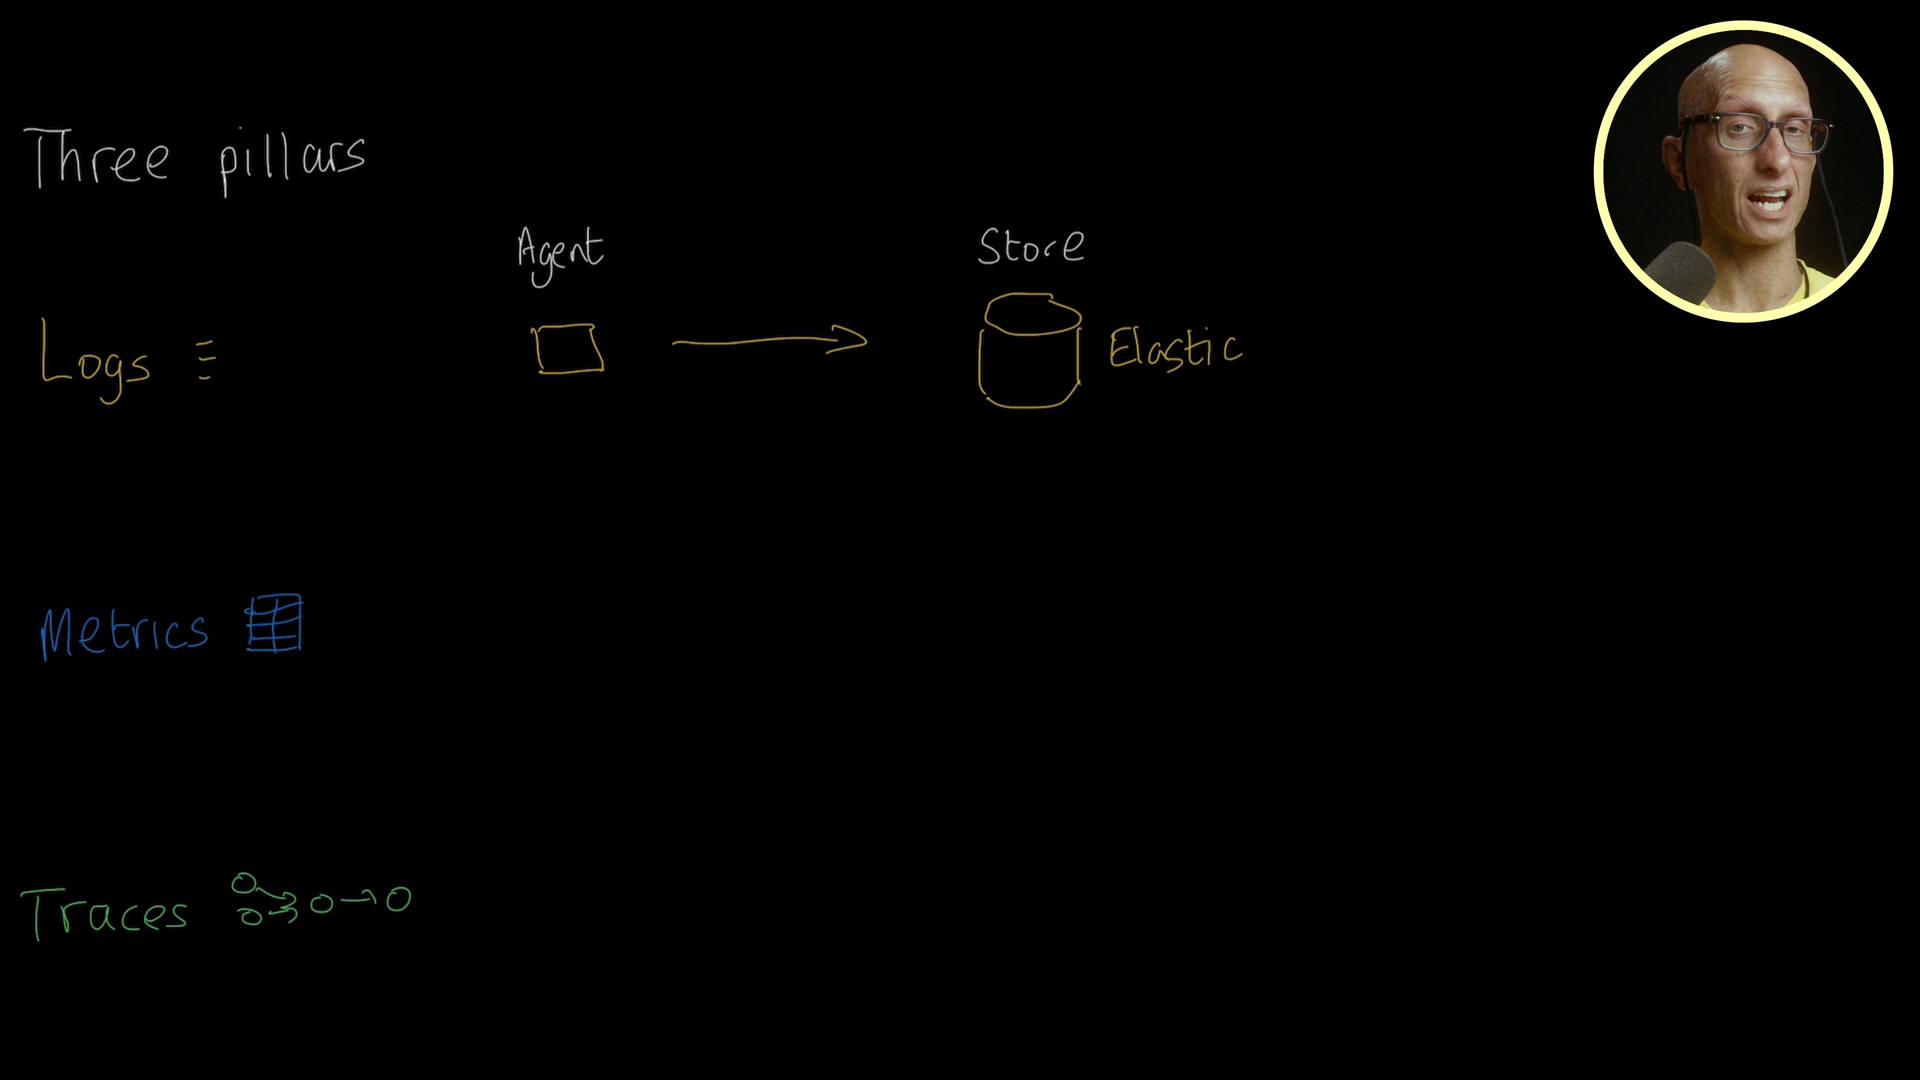 Three pillars
Agent
Store
Logs
Elastic
Metrics
Traces